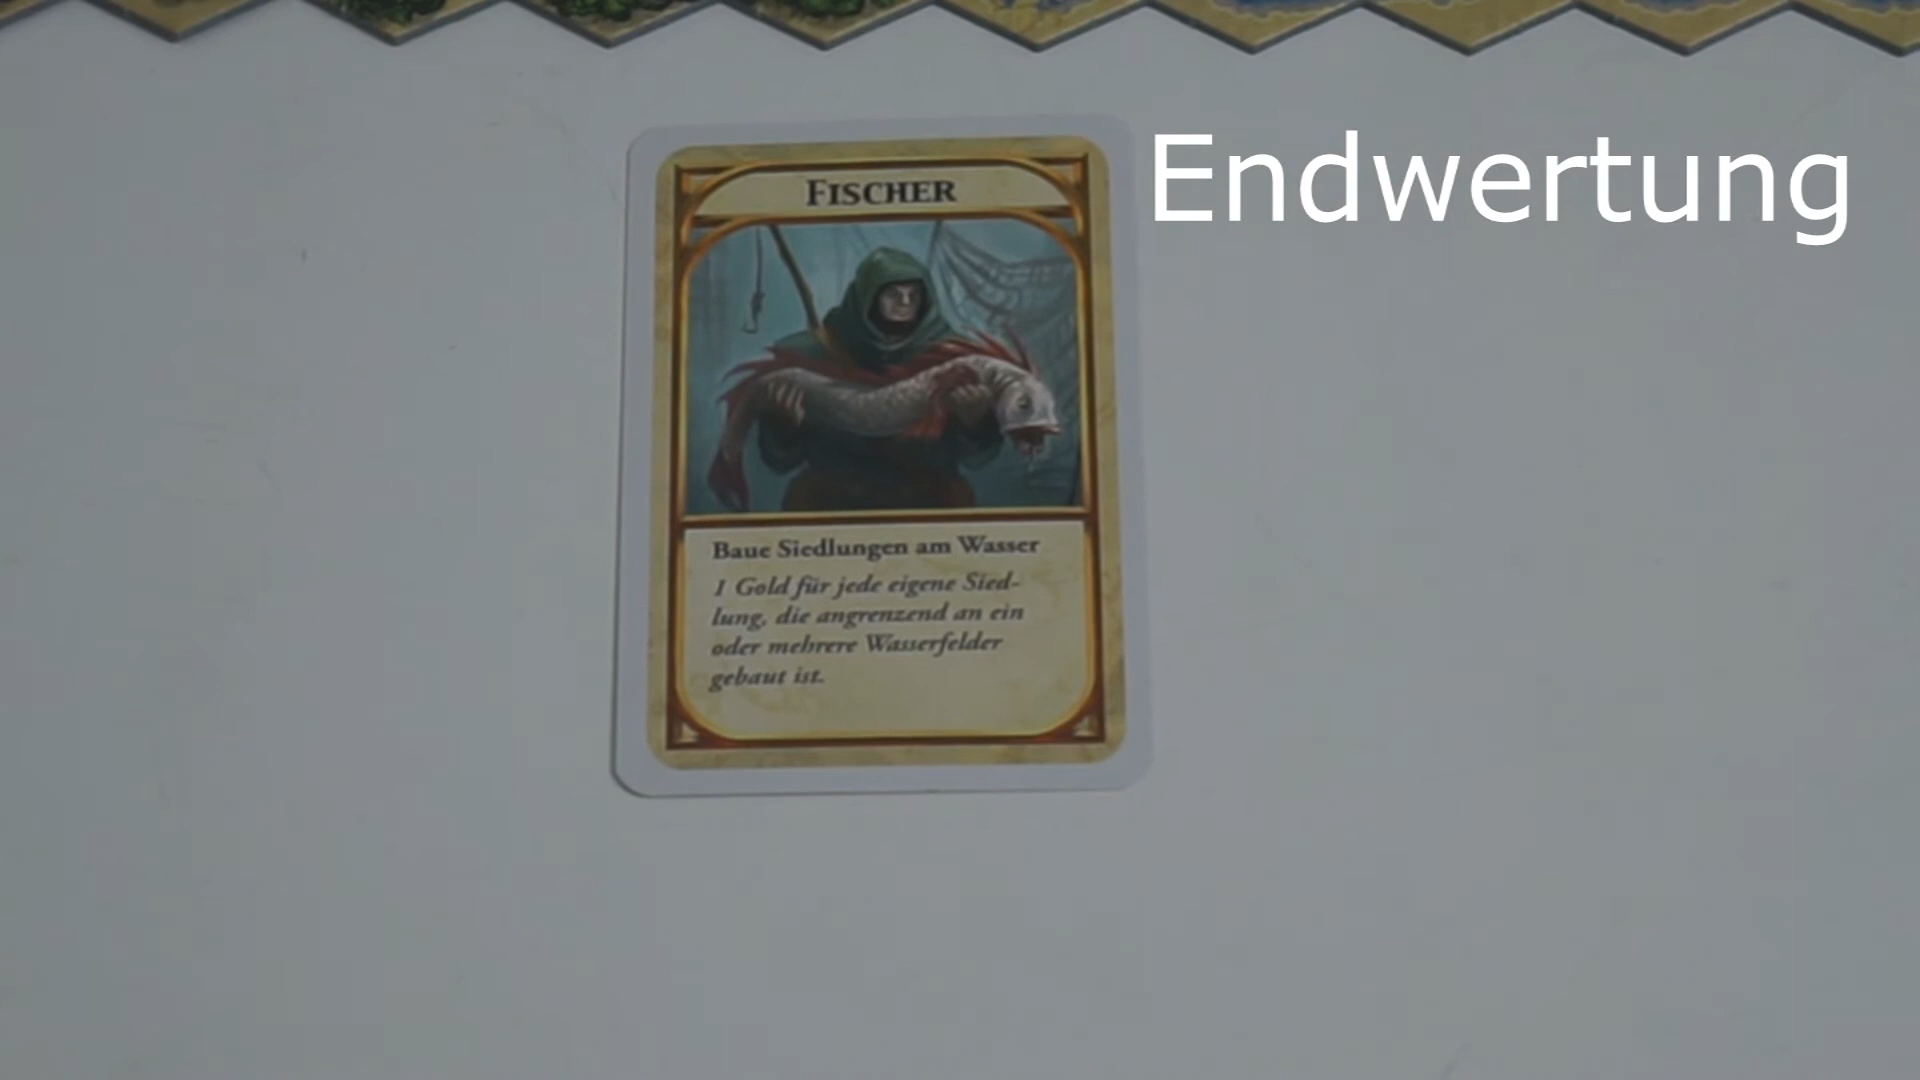 Endwertung
FISCHER
Baue Siedlungen am Wasser
1 Gold für jede eigene Sied-
lung, die angrenzend an ein
oder mehrere Wasserfelder
gebaut ist.